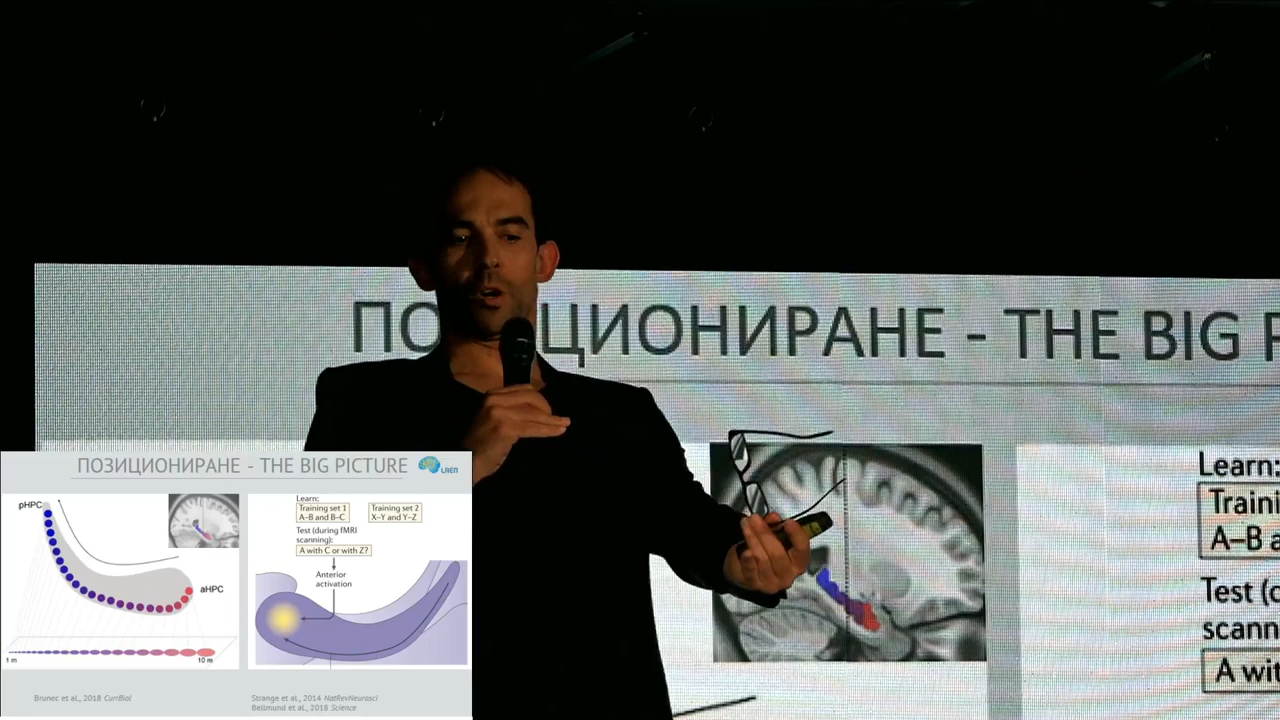 ПО ЦИОНИРАНЕ - THE BIG
Learn:
A–B
Test
scann
ПОЗИЦИОНИРАНЕ - THE BIG PICTURE
LAEN
pHPC
aHPC
1 m
10 m
Learn:
Training set 1
A–B and B–C
Training set 2
X–Y and Y–Z
Test (during fMRI
scanning):
A with C or with Z?
Anterior
activation
Brunec et al., 2018 CurrBiol
Strange et al., 2014 NatRevNeurosci
Bellmund et al., 2018 Science